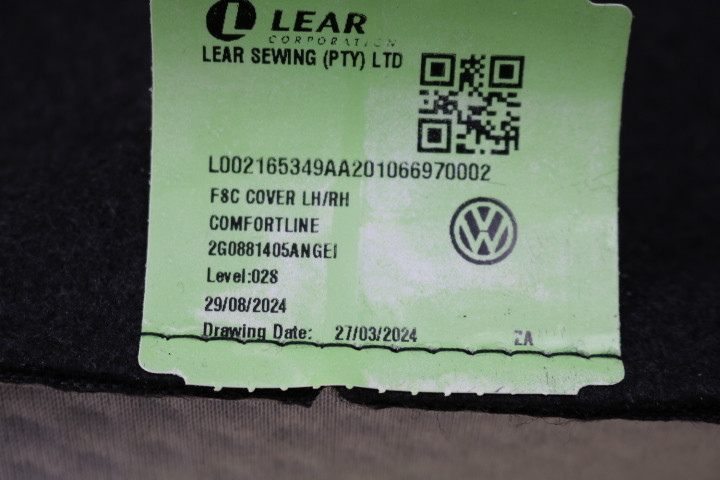 LEAR
CORPORATION
LEAR SEWING (PTY) LTD
L002165349AA201066970002
F8C COVER LH/RH
COMFORTLINE
2G0881405ANGEI
Level:028
29/08/2024
Drawing Date: 27/03/2024 ZA